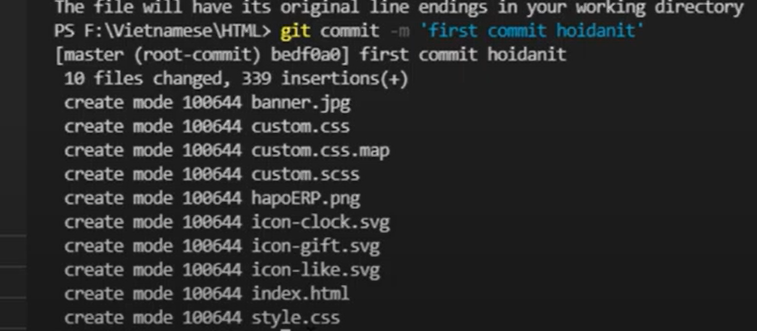 The file will have its original line endings in your working directory
PS F:\Vietnamese\HTML> git commit -m 'first commit hoidanit'
[master (root-commit) bedf0a0] first commit hoidanit
 10 files changed, 339 insertions(+)
 create mode 100644 banner.jpg
 create mode 100644 custom.css
 create mode 100644 custom.css.map
 create mode 100644 custom.scss
 create mode 100644 hapoERP.png
 create mode 100644 icon-clock.svg
 create mode 100644 icon-gift.svg
 create mode 100644 icon-like.svg
 create mode 100644 index.html
 create mode 100644 style.css